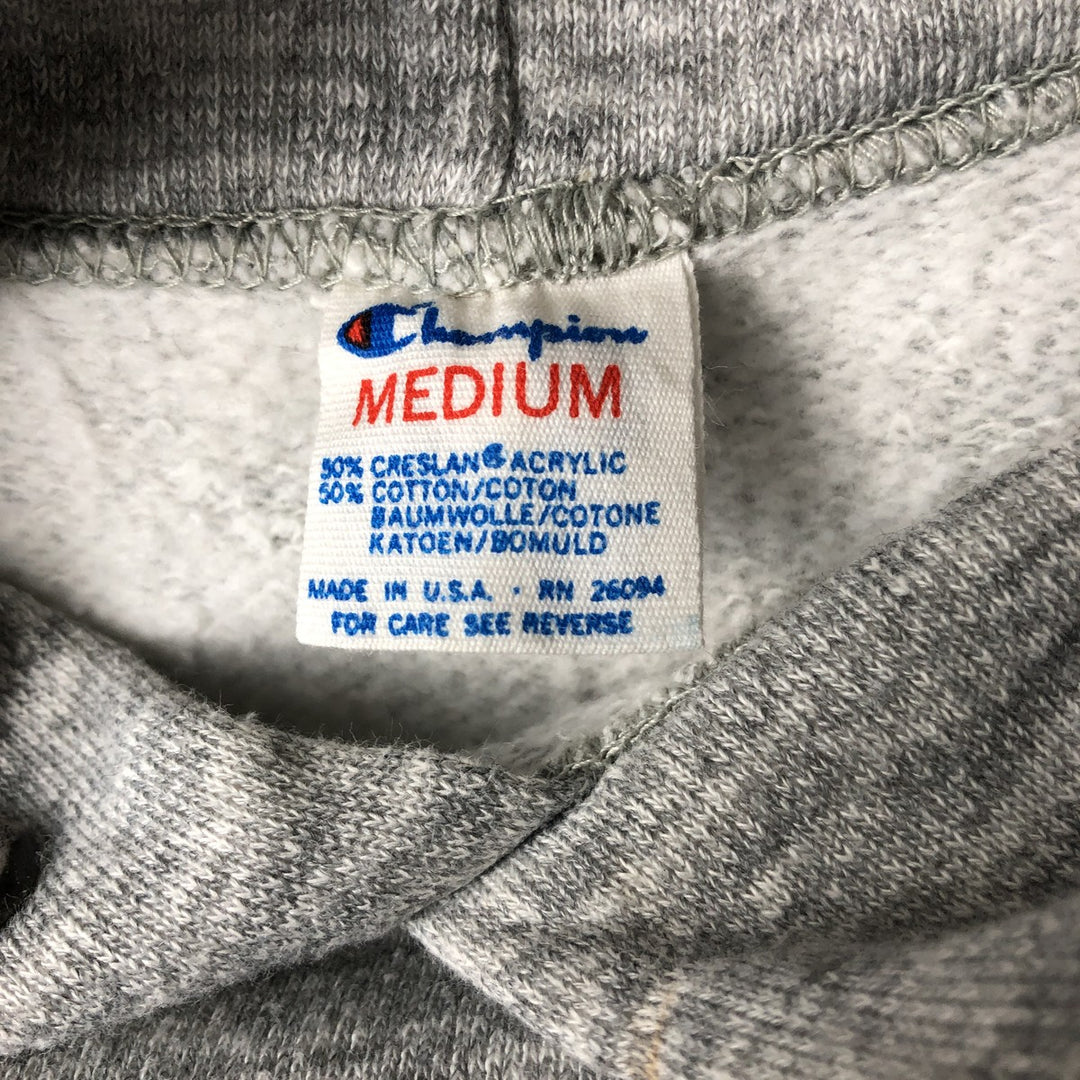 Champion
MEDIUM
50% CRESLAN® ACRYLIC
50% COTTON/COTON
BAUMWOLLE/COTONE
KATOEN/BOMULD
MADE IN U.S.A. · RN 26094
FOR CARE SEE REVERSE